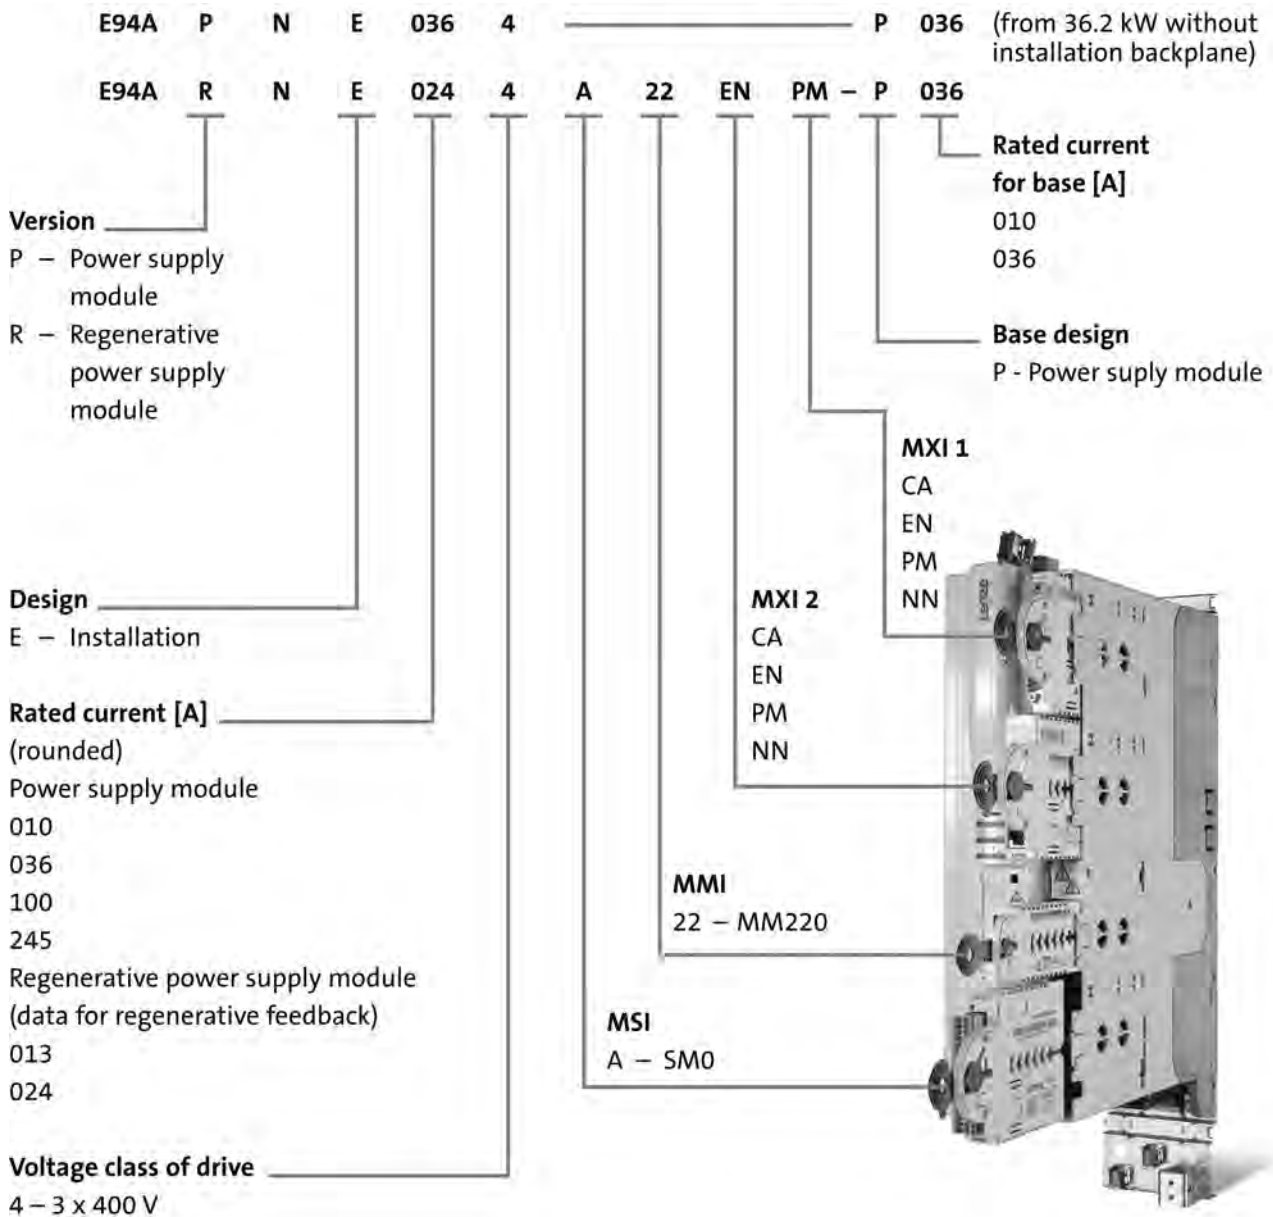 E94A P N E 036 4 P 036 (from 36.2 kW without
installation backplane)
E94A R N E 024 4 A 22 EN PM – P 036
Rated current
for base [A]
010
036
Version
P – Power supply
module
R – Regenerative
power supply
module
Base design
P - Power suply module
MXI 1
CA
EN
PM
NN
Design
E – Installation
MXI 2
CA
EN
PM
NN
Rated current [A]
(rounded)
Power supply module
010
036
100
245
Regenerative power supply module
(data for regenerative feedback)
013
024
MMI
22 – MM220
MSI
A – SM0
Voltage class of drive
4 – 3 x 400 V
Lenze